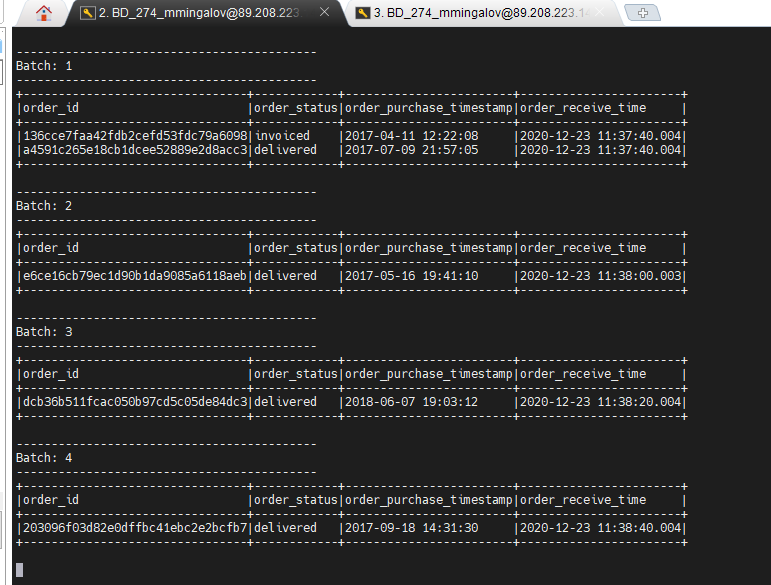 2. BD_274_mmingalov@89.208.223
3. BD_274_mmingalov@89.208.223.1
-------------------------------------------
Batch: 1
-------------------------------------------
+--------------------------------+------------+------------------------+-----------------------+
|order_id                        |order_status|order_purchase_timestamp|order_receive_time     |
+--------------------------------+------------+------------------------+-----------------------+
|136cce7faa42fdb2cefd53fdc79a6098|invoiced    |2017-04-11 12:22:08     |2020-12-23 11:37:40.004|
|a4591c265e18cb1dcee52889e2d8acc3|delivered   |2017-07-09 21:57:05     |2020-12-23 11:37:40.004|
+--------------------------------+------------+------------------------+-----------------------+
-------------------------------------------
Batch: 2
-------------------------------------------
+--------------------------------+------------+------------------------+-----------------------+
|order_id                        |order_status|order_purchase_timestamp|order_receive_time     |
+--------------------------------+------------+------------------------+-----------------------+
|e6ce16cb79ec1d90b1da9085a6118aeb|delivered   |2017-05-16 19:41:10     |2020-12-23 11:38:00.003|
+--------------------------------+------------+------------------------+-----------------------+
-------------------------------------------
Batch: 3
-------------------------------------------
+--------------------------------+------------+------------------------+-----------------------+
|order_id                        |order_status|order_purchase_timestamp|order_receive_time     |
+--------------------------------+------------+------------------------+-----------------------+
|dcb36b511fcac050b97cd5c05de84dc3|delivered   |2018-06-07 19:03:12     |2020-12-23 11:38:20.004|
+--------------------------------+------------+------------------------+-----------------------+
-------------------------------------------
Batch: 4
-------------------------------------------
+--------------------------------+------------+------------------------+-----------------------+
|order_id                        |order_status|order_purchase_timestamp|order_receive_time     |
+--------------------------------+------------+------------------------+-----------------------+
|203096f03d82e0dffbc41ebc2e2bcfb7|delivered   |2017-09-18 14:31:30     |2020-12-23 11:38:40.004|
+--------------------------------+------------+------------------------+-----------------------+